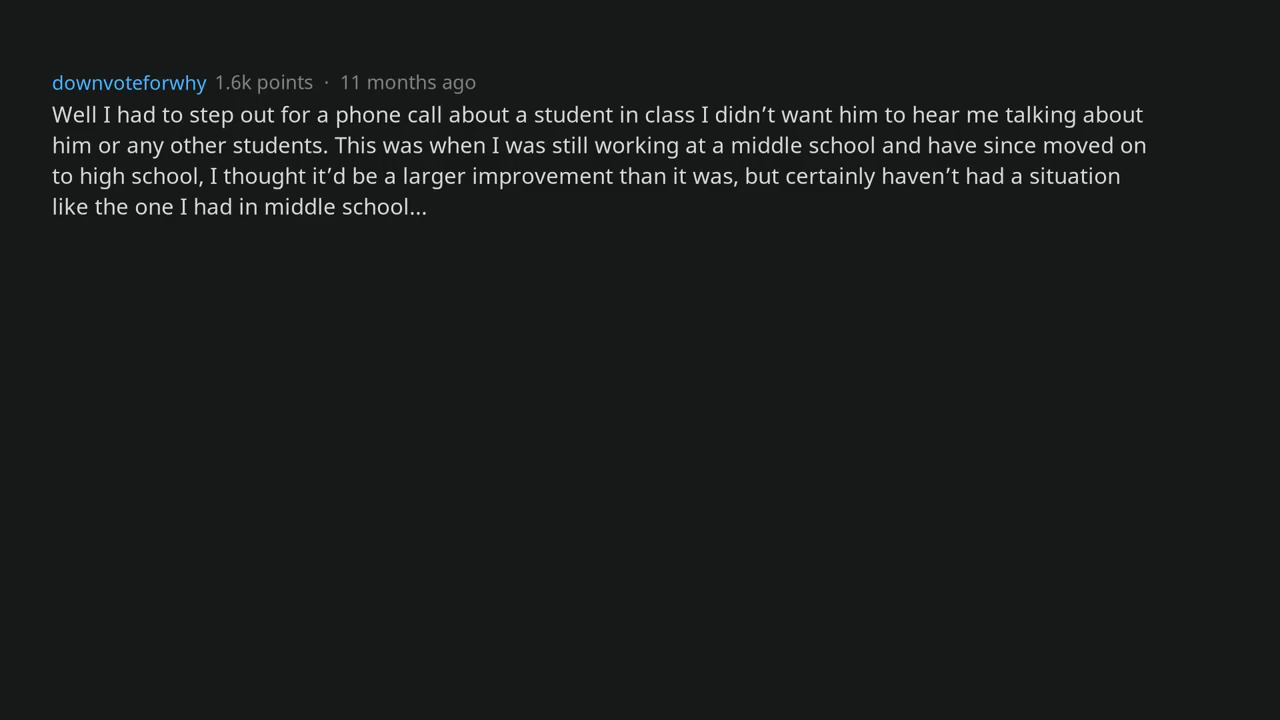 downvoteforwhy 1.6k points · 11 months ago
Well I had to step out for a phone call about a student in class I didn’t want him to hear me talking about
him or any other students. This was when I was still working at a middle school and have since moved on
to high school, I thought it’d be a larger improvement than it was, but certainly haven’t had a situation
like the one I had in middle school...